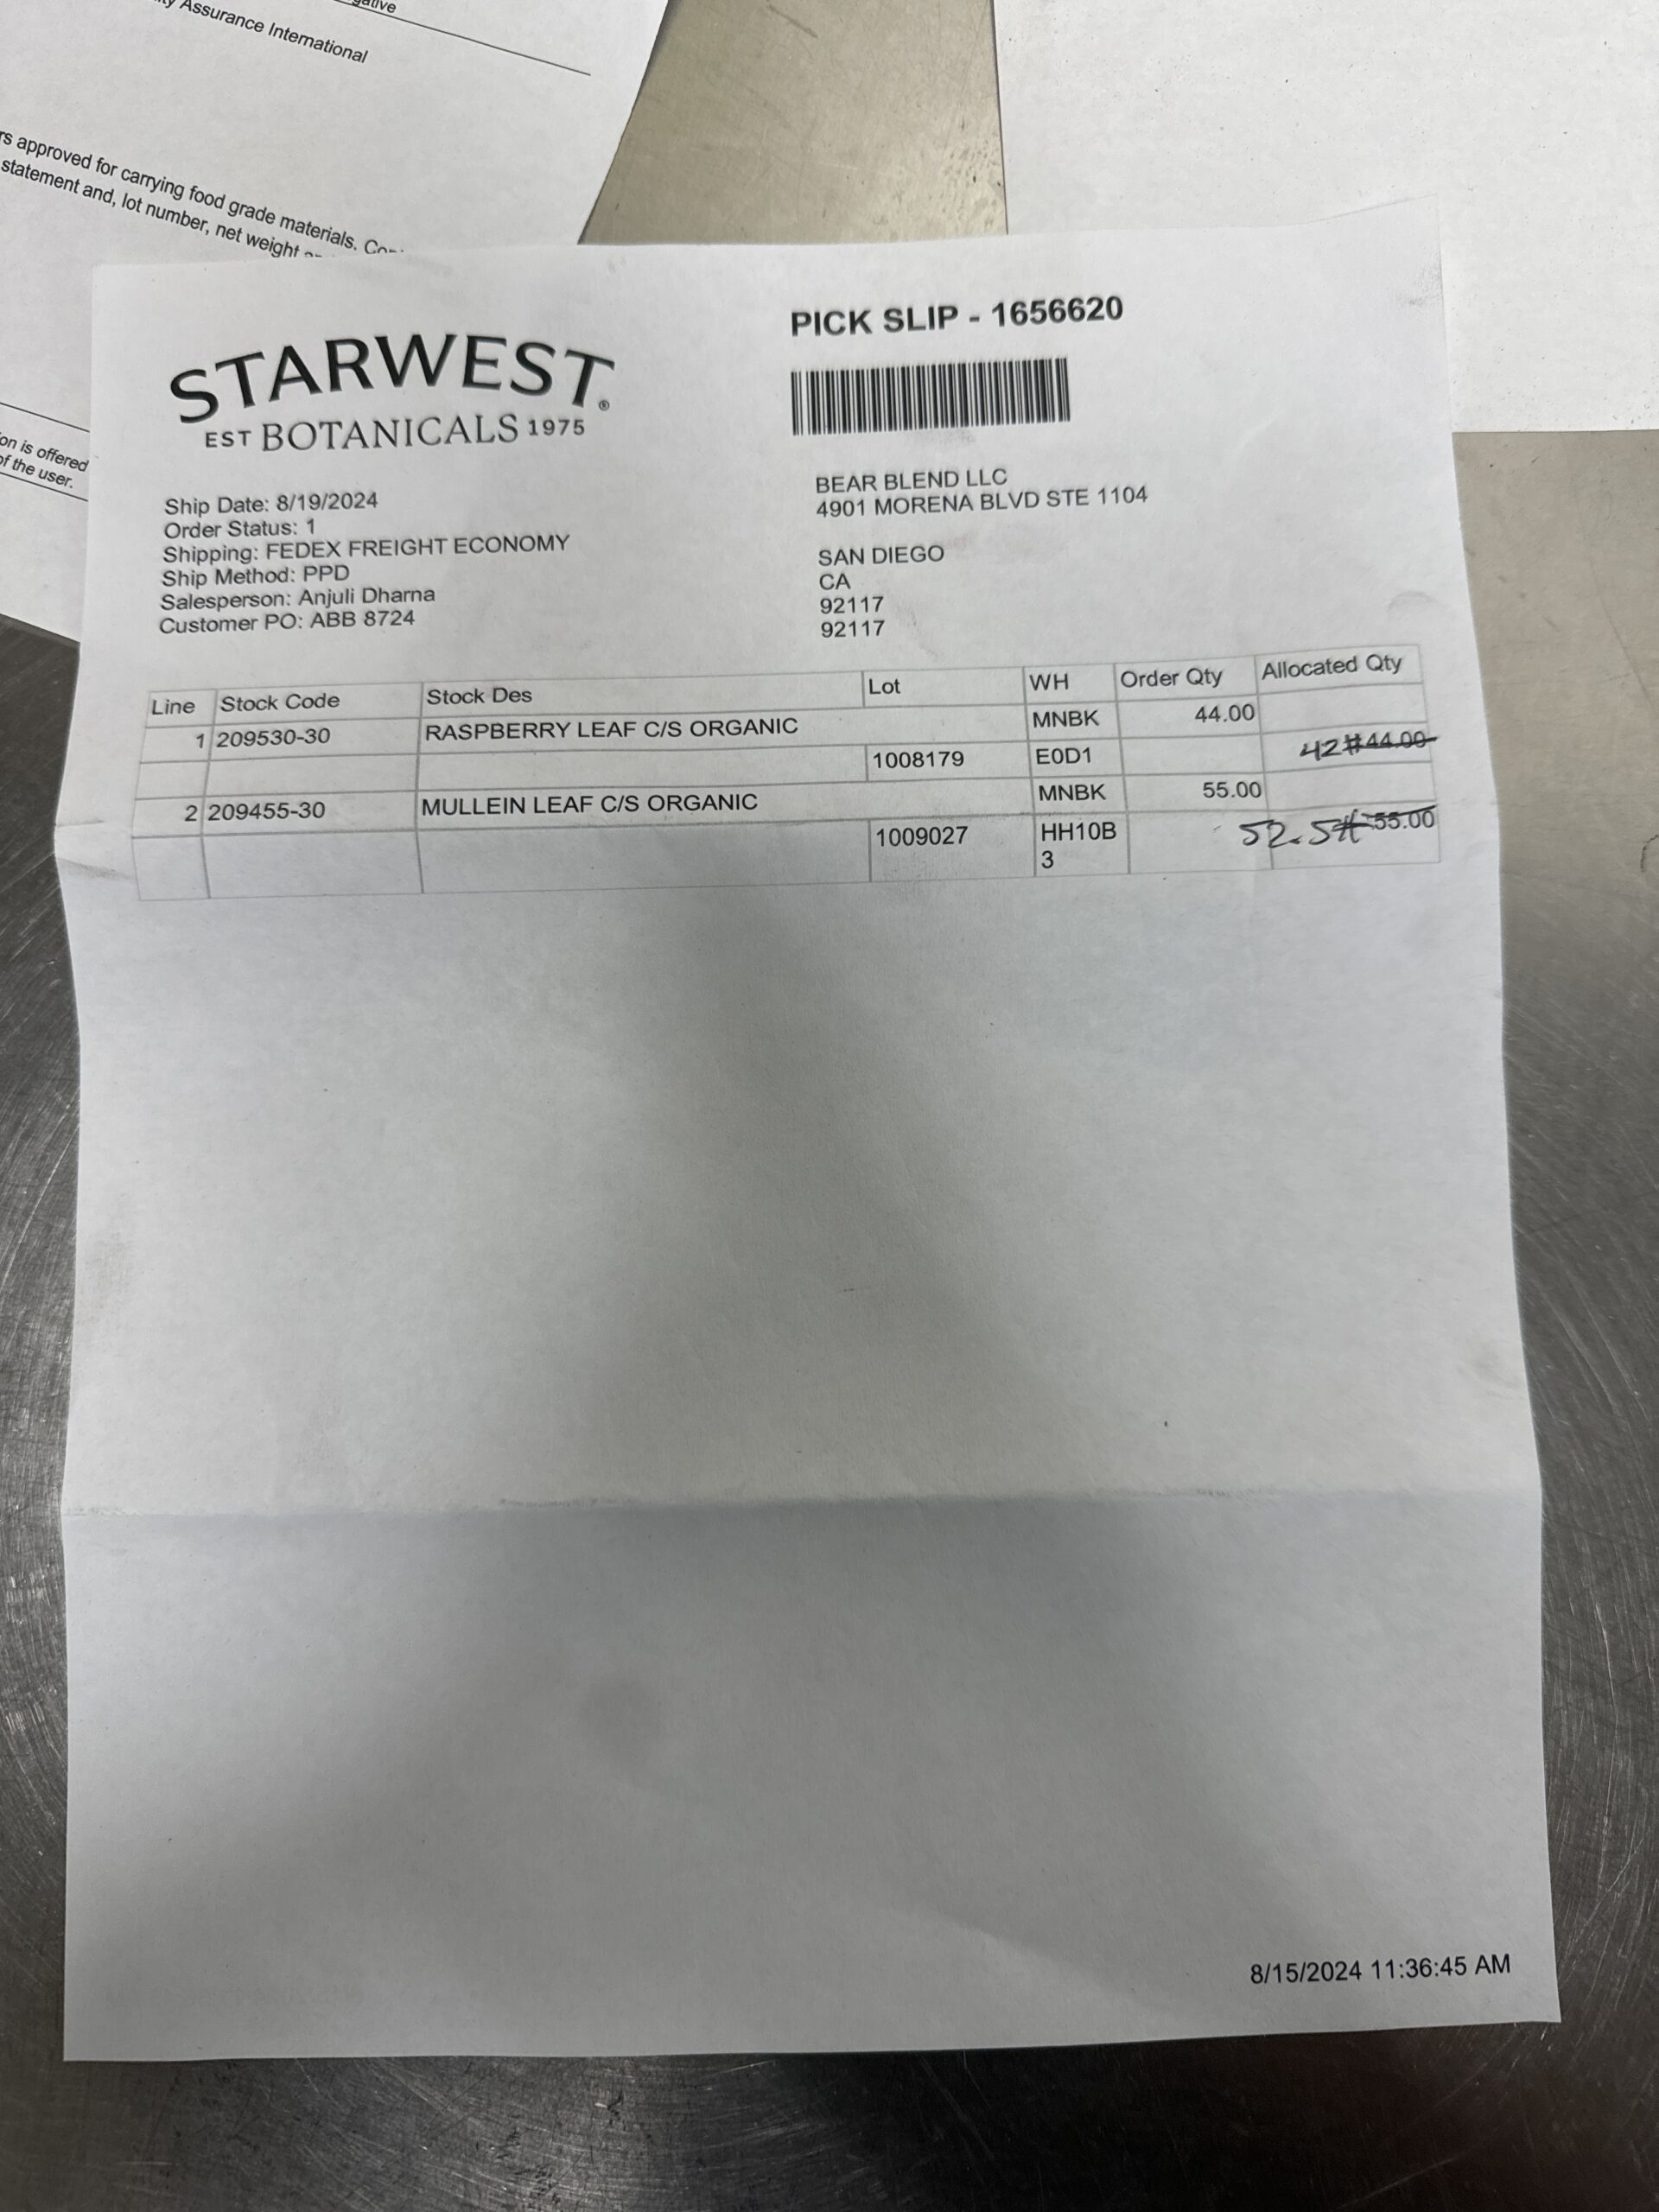 Assurance International
approved for carrying food grade materials.
statement and, lot number, net weight
is offered
of the user.
PICK SLIP - 1656620
STARWEST®
EST BOTANICALS 1975
Ship Date: 8/19/2024
Order Status: 1
Shipping: FEDEX FREIGHT ECONOMY
Ship Method: PPD
Salesperson: Anjuli Dharna
Customer PO: ABB 8724
BEAR BLEND LLC
4901 MORENA BLVD STE 1104
SAN DIEGO
CA
92117
92117
Line Stock Code Stock Des Lot WH Order Qty Allocated Qty
1 209530-30 RASPBERRY LEAF C/S ORGANIC MNBK 44.00
1008179 E0D1 42# 44.00
2 209455-30 MULLEIN LEAF C/S ORGANIC MNBK 55.00
1009027 HH10B 52.5# 55.00
3
8/15/2024 11:36:45 AM